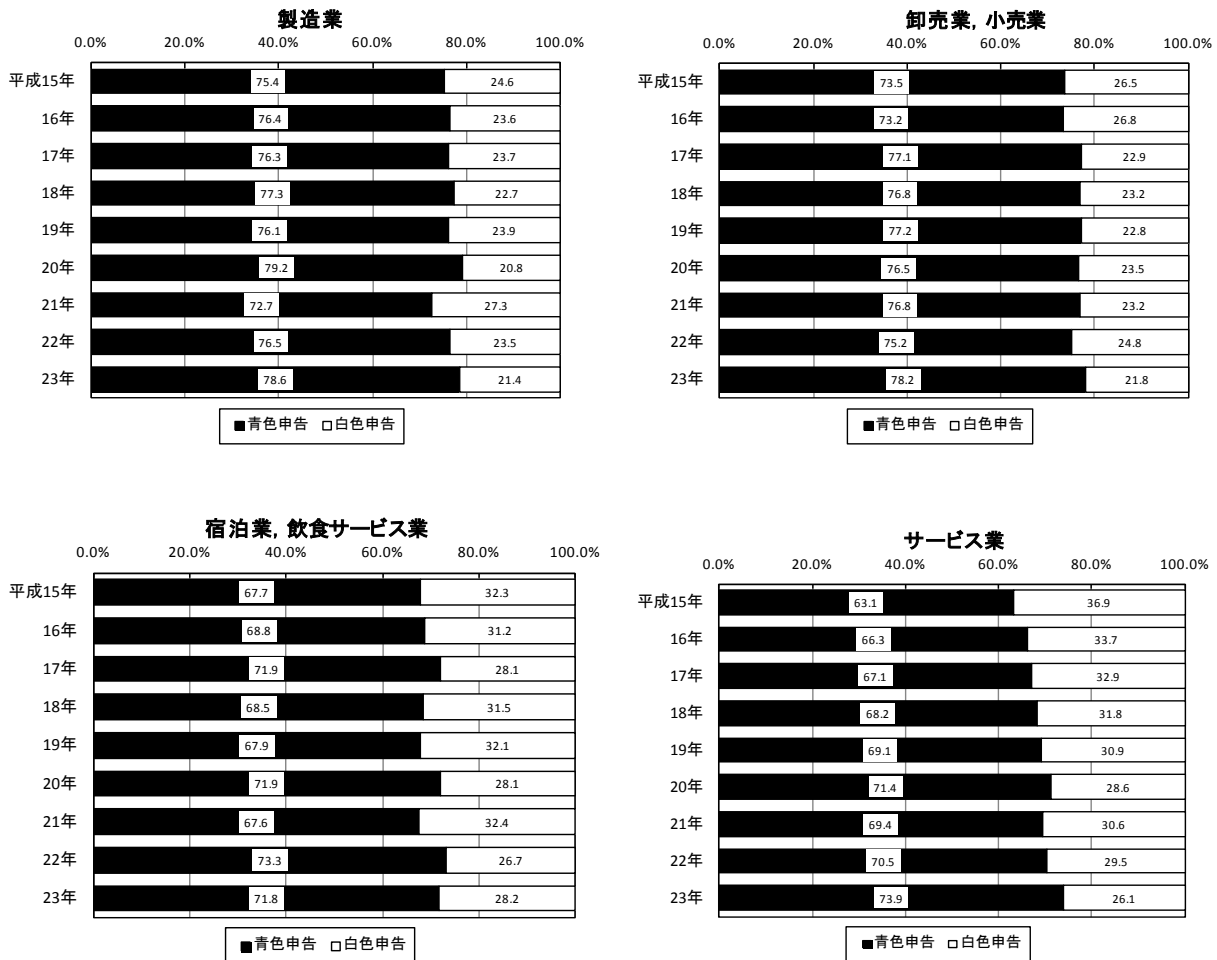 製造業
0.0% 20.0% 40.0% 60.0% 80.0% 100.0%
平成15年 75.4 24.6
16年 76.4 23.6
17年 76.3 23.7
18年 77.3 22.7
19年 76.1 23.9
20年 79.2 20.8
21年 72.7 27.3
22年 76.5 23.5
23年 78.6 21.4
■青色申告 □白色申告
卸売業, 小売業
0.0% 20.0% 40.0% 60.0% 80.0% 100.0%
平成15年 73.5 26.5
16年 73.2 26.8
17年 77.1 22.9
18年 76.8 23.2
19年 77.2 22.8
20年 76.5 23.5
21年 76.8 23.2
22年 75.2 24.8
23年 78.2 21.8
■青色申告 □白色申告
宿泊業, 飲食サービス業
0.0% 20.0% 40.0% 60.0% 80.0% 100.0%
平成15年 67.7 32.3
16年 68.8 31.2
17年 71.9 28.1
18年 68.5 31.5
19年 67.9 32.1
20年 71.9 28.1
21年 67.6 32.4
22年 73.3 26.7
23年 71.8 28.2
■青色申告 □白色申告
サービス業
0.0% 20.0% 40.0% 60.0% 80.0% 100.0%
平成15年 63.1 36.9
16年 66.3 33.7
17年 67.1 32.9
18年 68.2 31.8
19年 69.1 30.9
20年 71.4 28.6
21年 69.4 30.6
22年 70.5 29.5
23年 73.9 26.1
■青色申告 □白色申告